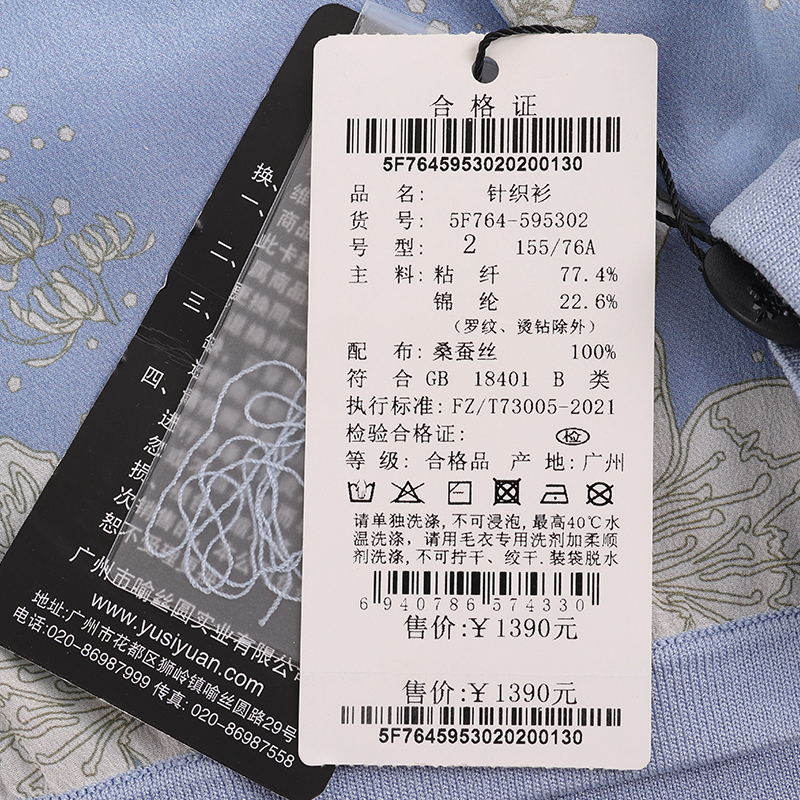 合格证
5F7645953020200130
品 名: 针织衫
货 号: 5F764-595302
号 型: 2 155/76A
主 料: 粘 纤 77.4%
锦 纶 22.6%
（罗纹、烫钻除外）
配 布: 桑蚕丝 100%
符 合 GB 18401 B 类
执行标准: FZ/T73005-2021
检验合格证: 检
等 级: 合格品 产 地: 广州
请单独洗涤, 不可浸泡, 最高40℃水
温洗涤, 请用毛衣专用洗剂加柔顺
剂洗涤, 不可拧干、绞干. 装袋脱水
6940786574330
售价:¥1390元
售价:¥1390元
5F7645953020200130
换、
一、
二、
三、
四、
广州市喻丝圆实业有限公司
www.yusiyuan.com
地址:广州市花都区狮岭镇喻丝圆路29号
电话:020-86987999 传真: 020-86987558